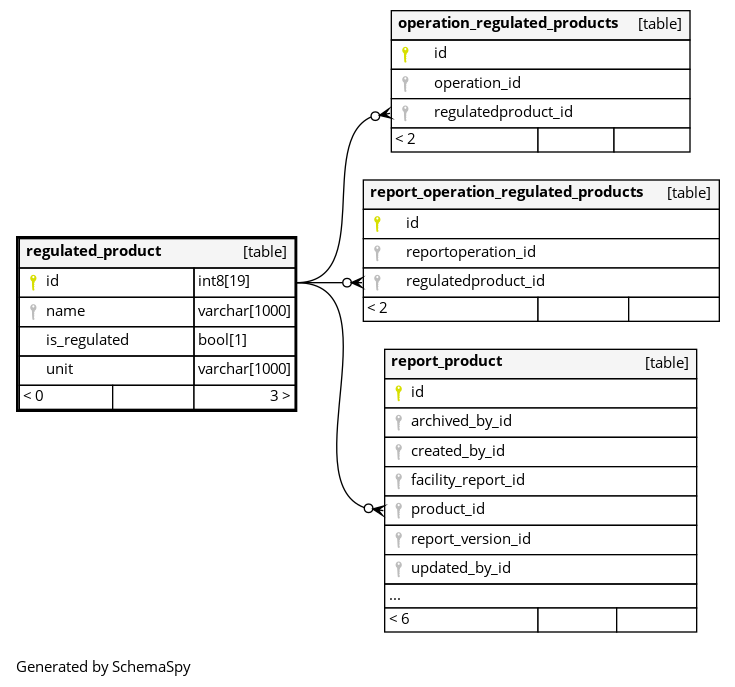 operation_regulated_products [table]
id
operation_id
regulatedproduct_id
< 2
report_operation_regulated_products [table]
id
reportoperation_id
regulatedproduct_id
< 2
regulated_product [table]
id int8[19]
name varchar[1000]
is_regulated bool[1]
unit varchar[1000]
< 0 3 >
report_product [table]
id
archived_by_id
created_by_id
facility_report_id
product_id
report_version_id
updated_by_id
...
< 6
Generated by SchemaSpy